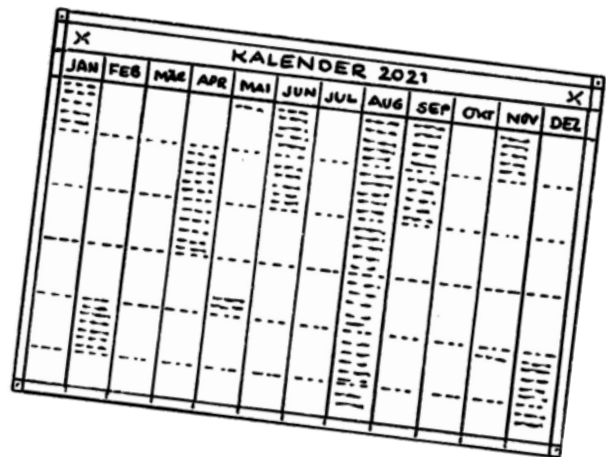 KALENDER 2021
JAN FEB MÄR APR MAI JUN JUL AUG SEP OKT NOV DEZ